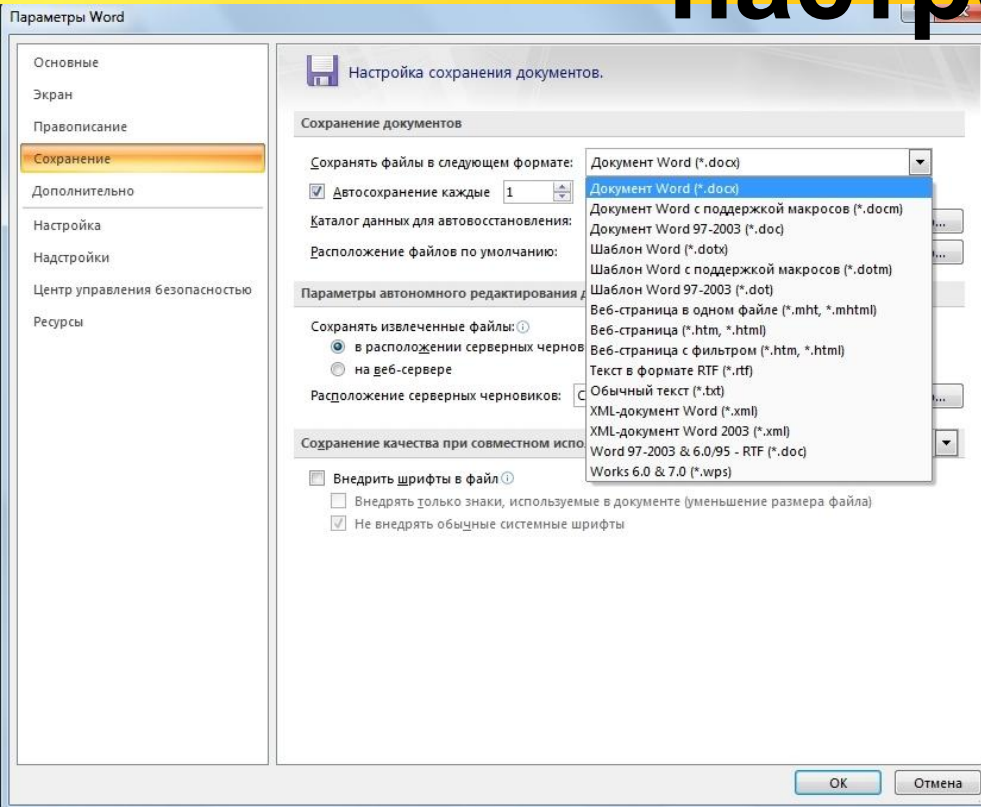 настр
Параметры Word
Основные
Экран
Правописание
Сохранение
Дополнительно
Настройка
Надстройки
Центр управления безопасностью
Ресурсы
Настройка сохранения документов.
Сохранение документов
Сохранять файлы в следующем формате: Документ Word (*.docx)
Автосохранение каждые 1
Каталог данных для автовосстановления:
Расположение файлов по умолчанию:
Документ Word (*.docx)
Документ Word с поддержкой макросов (*.docm)
Документ Word 97-2003 (*.doc)
Шаблон Word (*.dotx)
Шаблон Word с поддержкой макросов (*.dotm)
Шаблон Word 97-2003 (*.dot)
Веб-страница в одном файле (*.mht, *.mhtml)
Веб-страница (*.htm, *.html)
Веб-страница с фильтром (*.htm, *.html)
Текст в формате RTF (*.rtf)
Обычный текст (*.txt)
XML-документ Word (*.xml)
XML-документ Word 2003 (*.xml)
Word 97-2003 & 6.0/95 - RTF (*.doc)
Works 6.0 & 7.0 (*.wps)
Параметры автономного редактирования
Сохранять извлеченные файлы:
в расположении серверных чернов
на веб-сервере
Расположение серверных черновиков: C
Сохранение качества при совместном испо
Внедрить шрифты в файл
Внедрять только знаки, используемые в документе (уменьшение размера файла)
Не внедрять обычные системные шрифты
ОК
Отмена